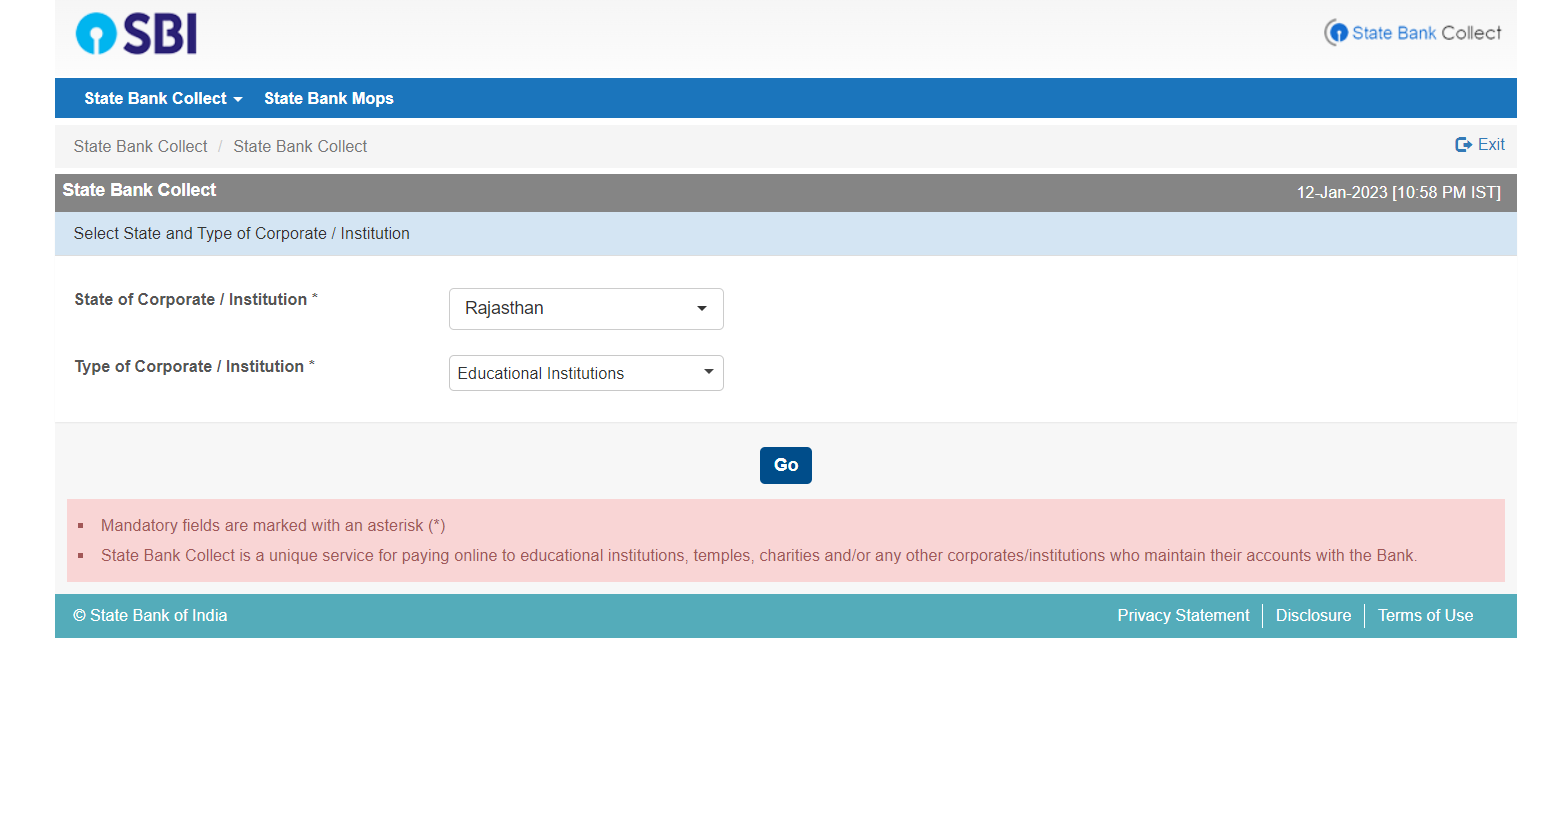 SBI
State Bank Collect
State Bank Collect State Bank Mops
State Bank Collect / State Bank Collect
Exit
State Bank Collect
12-Jan-2023 [10:58 PM IST]
Select State and Type of Corporate / Institution
State of Corporate / Institution *
Rajasthan
Type of Corporate / Institution *
Educational Institutions
Go
Mandatory fields are marked with an asterisk (*)
State Bank Collect is a unique service for paying online to educational institutions, temples, charities and/or any other corporates/institutions who maintain their accounts with the Bank.
© State Bank of India
Privacy Statement Disclosure Terms of Use